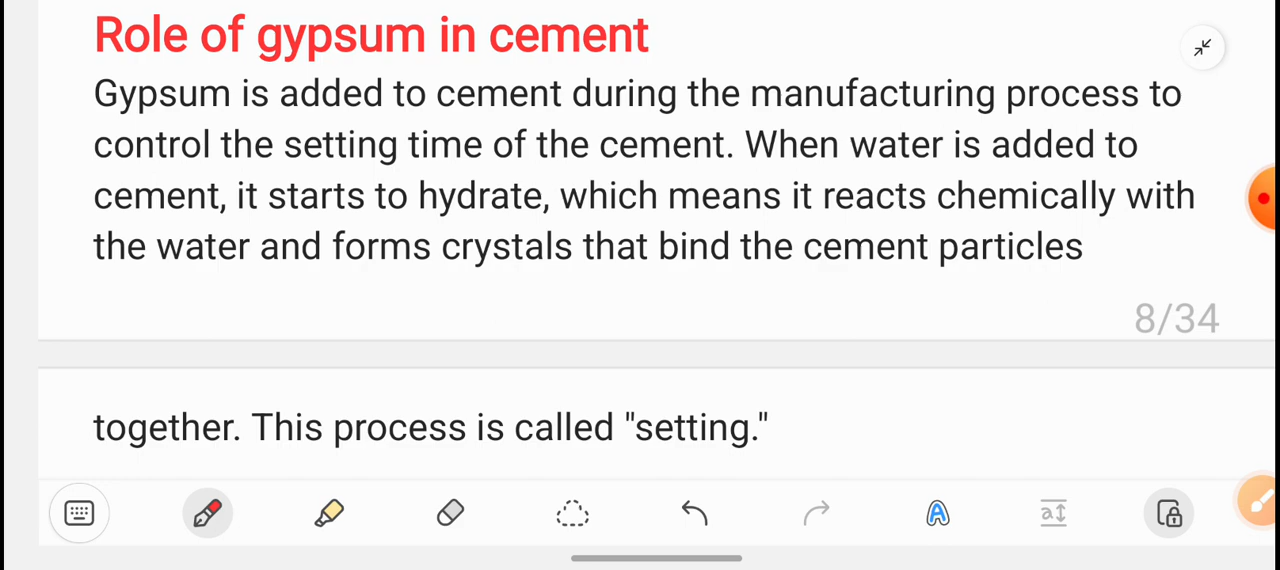 Role of gypsum in cement
Gypsum is added to cement during the manufacturing process to
control the setting time of the cement. When water is added to
cement, it starts to hydrate, which means it reacts chemically with
the water and forms crystals that bind the cement particles
8/34
together. This process is called "setting."
A
a